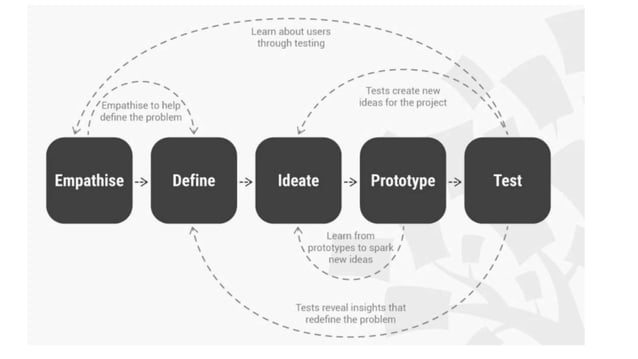 Learn about users
through testing
Empathise to help
define the problem
Tests create new
ideas for the project
Empathise
Define
Ideate
Prototype
Test
Learn from
prototypes to spark
new ideas
Tests reveal insights that
redefine the problem